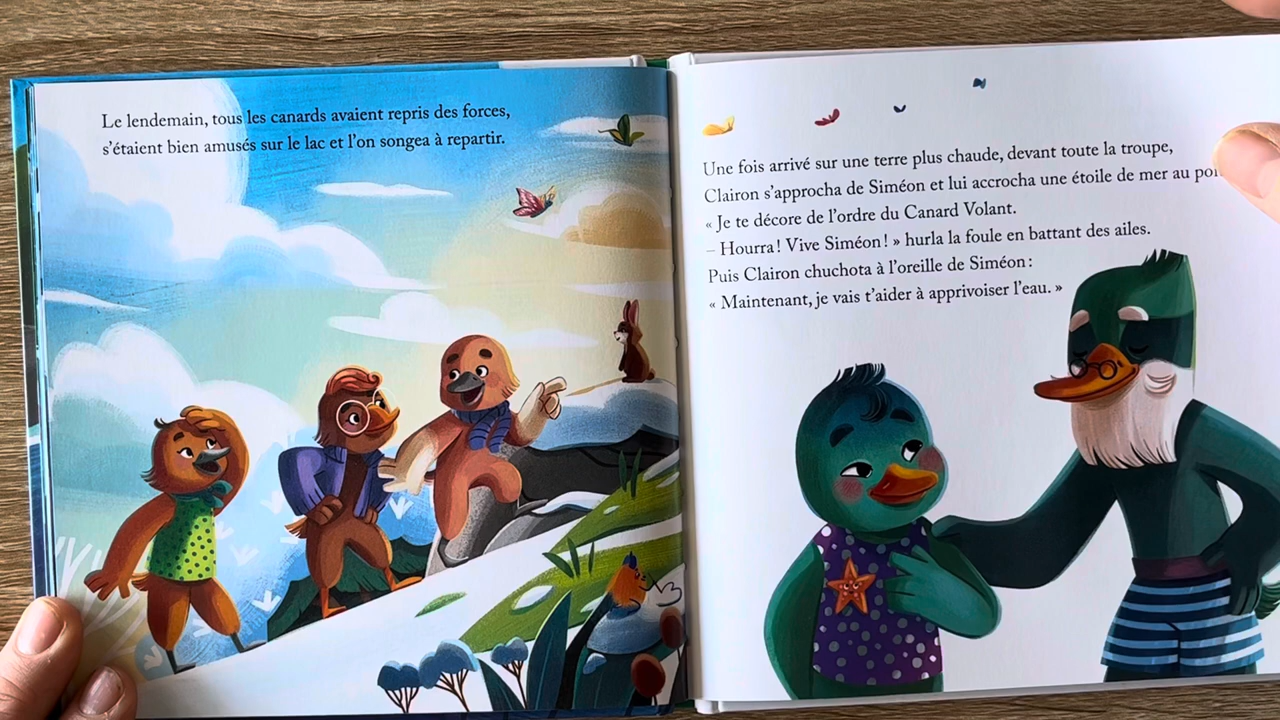 Le lendemain, tous les canards avaient repris des forces,
s'étaient bien amusés sur le lac et l'on songea à repartir.
Une fois arrivé sur une terre plus chaude, devant toute la troupe,
Clairon s'approcha de Siméon et lui accrocha une étoile de mer au
« Je te décore de l'ordre du Canard Volant.
– Hourra ! Vive Siméon ! » hurla la foule en battant des ailes.
Puis Clairon chuchota à l'oreille de Siméon :
« Maintenant, je vais t'aider à apprivoiser l'eau. »